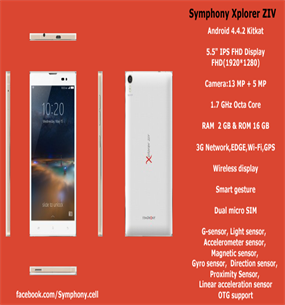 Symphony Xplorer ZIV
Android 4.4.2 Kitkat
5.5" IPS FHD Display
FHD(1920*1280)
Camera:13 MP + 5 MP
1.7 GHz Octa Core
RAM 2 GB & ROM 16 GB
3G Network,EDGE,Wi-Fi,GPS
Wireless display
Smart gesture
Dual micro SIM
G-sensor, Light sensor,
Accelerometer sensor,
Magnetic sensor,
Gyro sensor, Direction sensor,
Proximity Sensor,
Linear acceleration sensor
OTG support
10:20
facebook.com/Symphony.cell